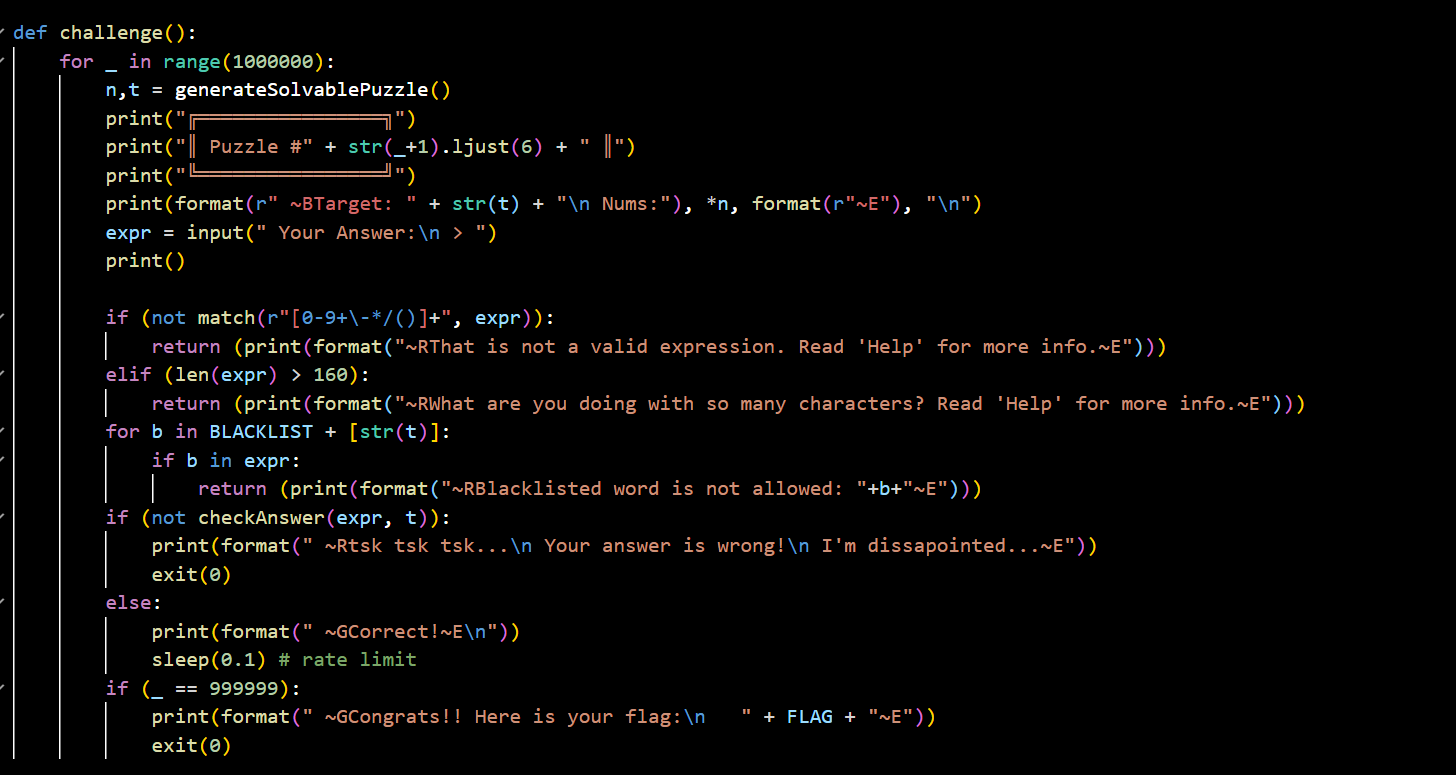 def challenge():
    for _ in range(1000000):
        n,t = generateSolvablePuzzle()
        print("╔═════════════════╗")
        print("║ Puzzle #" + str(_+1).ljust(6) + " ║")
        print("╚═════════════════╝")
        print(format(r" ~BTarget: " + str(t) + "\n Nums:"), *n, format(r"~E"), "\n")
        expr = input(" Your Answer:\n > ")
        print()

        if (not match(r"[0-9+\-*/()]+", expr)):
            return (print(format("~RThat is not a valid expression. Read 'Help' for more info.~E")))
        elif (len(expr) > 160):
            return (print(format("~RWhat are you doing with so many characters? Read 'Help' for more info.~E")))
        for b in BLACKLIST + [str(t)]:
            if b in expr:
                return (print(format("~RBlacklisted word is not allowed: "+b+"~E")))
        if (not checkAnswer(expr, t)):
            print(format(" ~Rtsk tsk tsk...\n Your answer is wrong!\n I'm dissapointed...~E"))
            exit(0)
        else:
            print(format(" ~GCorrect!~E\n"))
            sleep(0.1) # rate limit
        if (_ == 999999):
            print(format(" ~GCongrats!! Here is your flag:\n   " + FLAG + "~E"))
            exit(0)